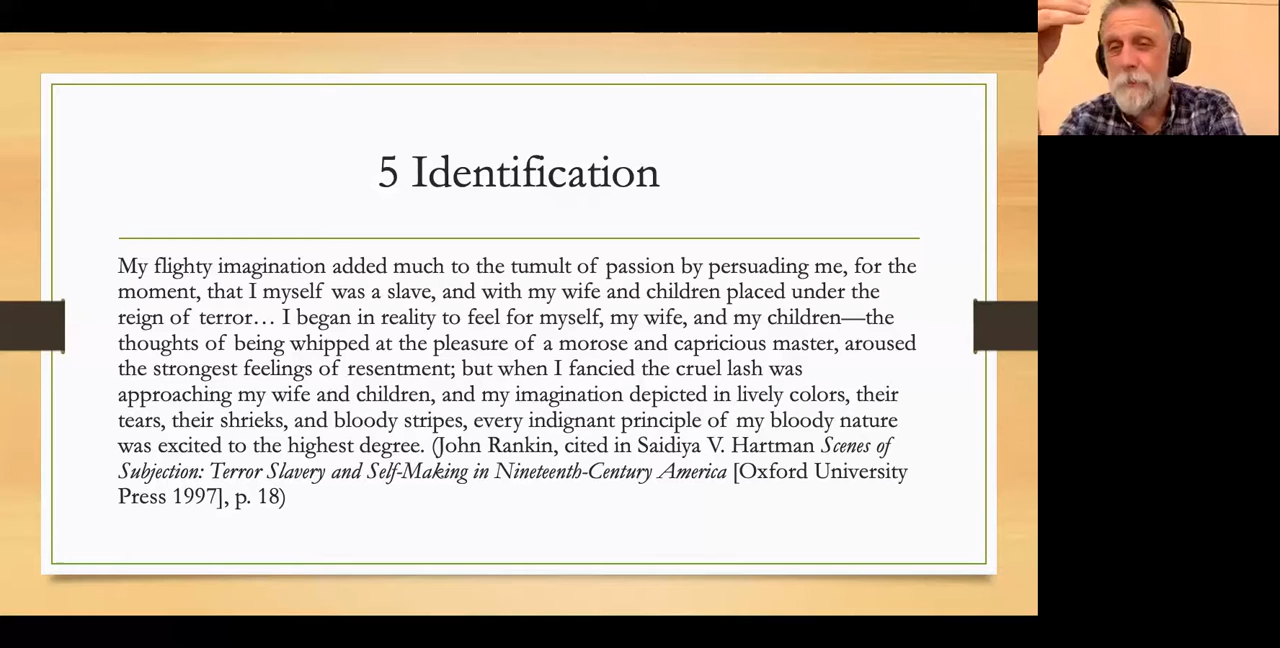 5 Identification
My flighty imagination added much to the tumult of passion by persuading me, for the
moment, that I myself was a slave, and with my wife and children placed under the
reign of terror… I began in reality to feel for myself, my wife, and my children—the
thoughts of being whipped at the pleasure of a morose and capricious master, aroused
the strongest feelings of resentment; but when I fancied the cruel lash was
approaching my wife and children, and my imagination depicted in lively colors, their
tears, their shrieks, and bloody stripes, every indignant principle of my bloody nature
was excited to the highest degree. (John Rankin, cited in Saidiya V. Hartman Scenes of
Subjection: Terror Slavery and Self-Making in Nineteenth-Century America [Oxford University
Press 1997], p. 18)